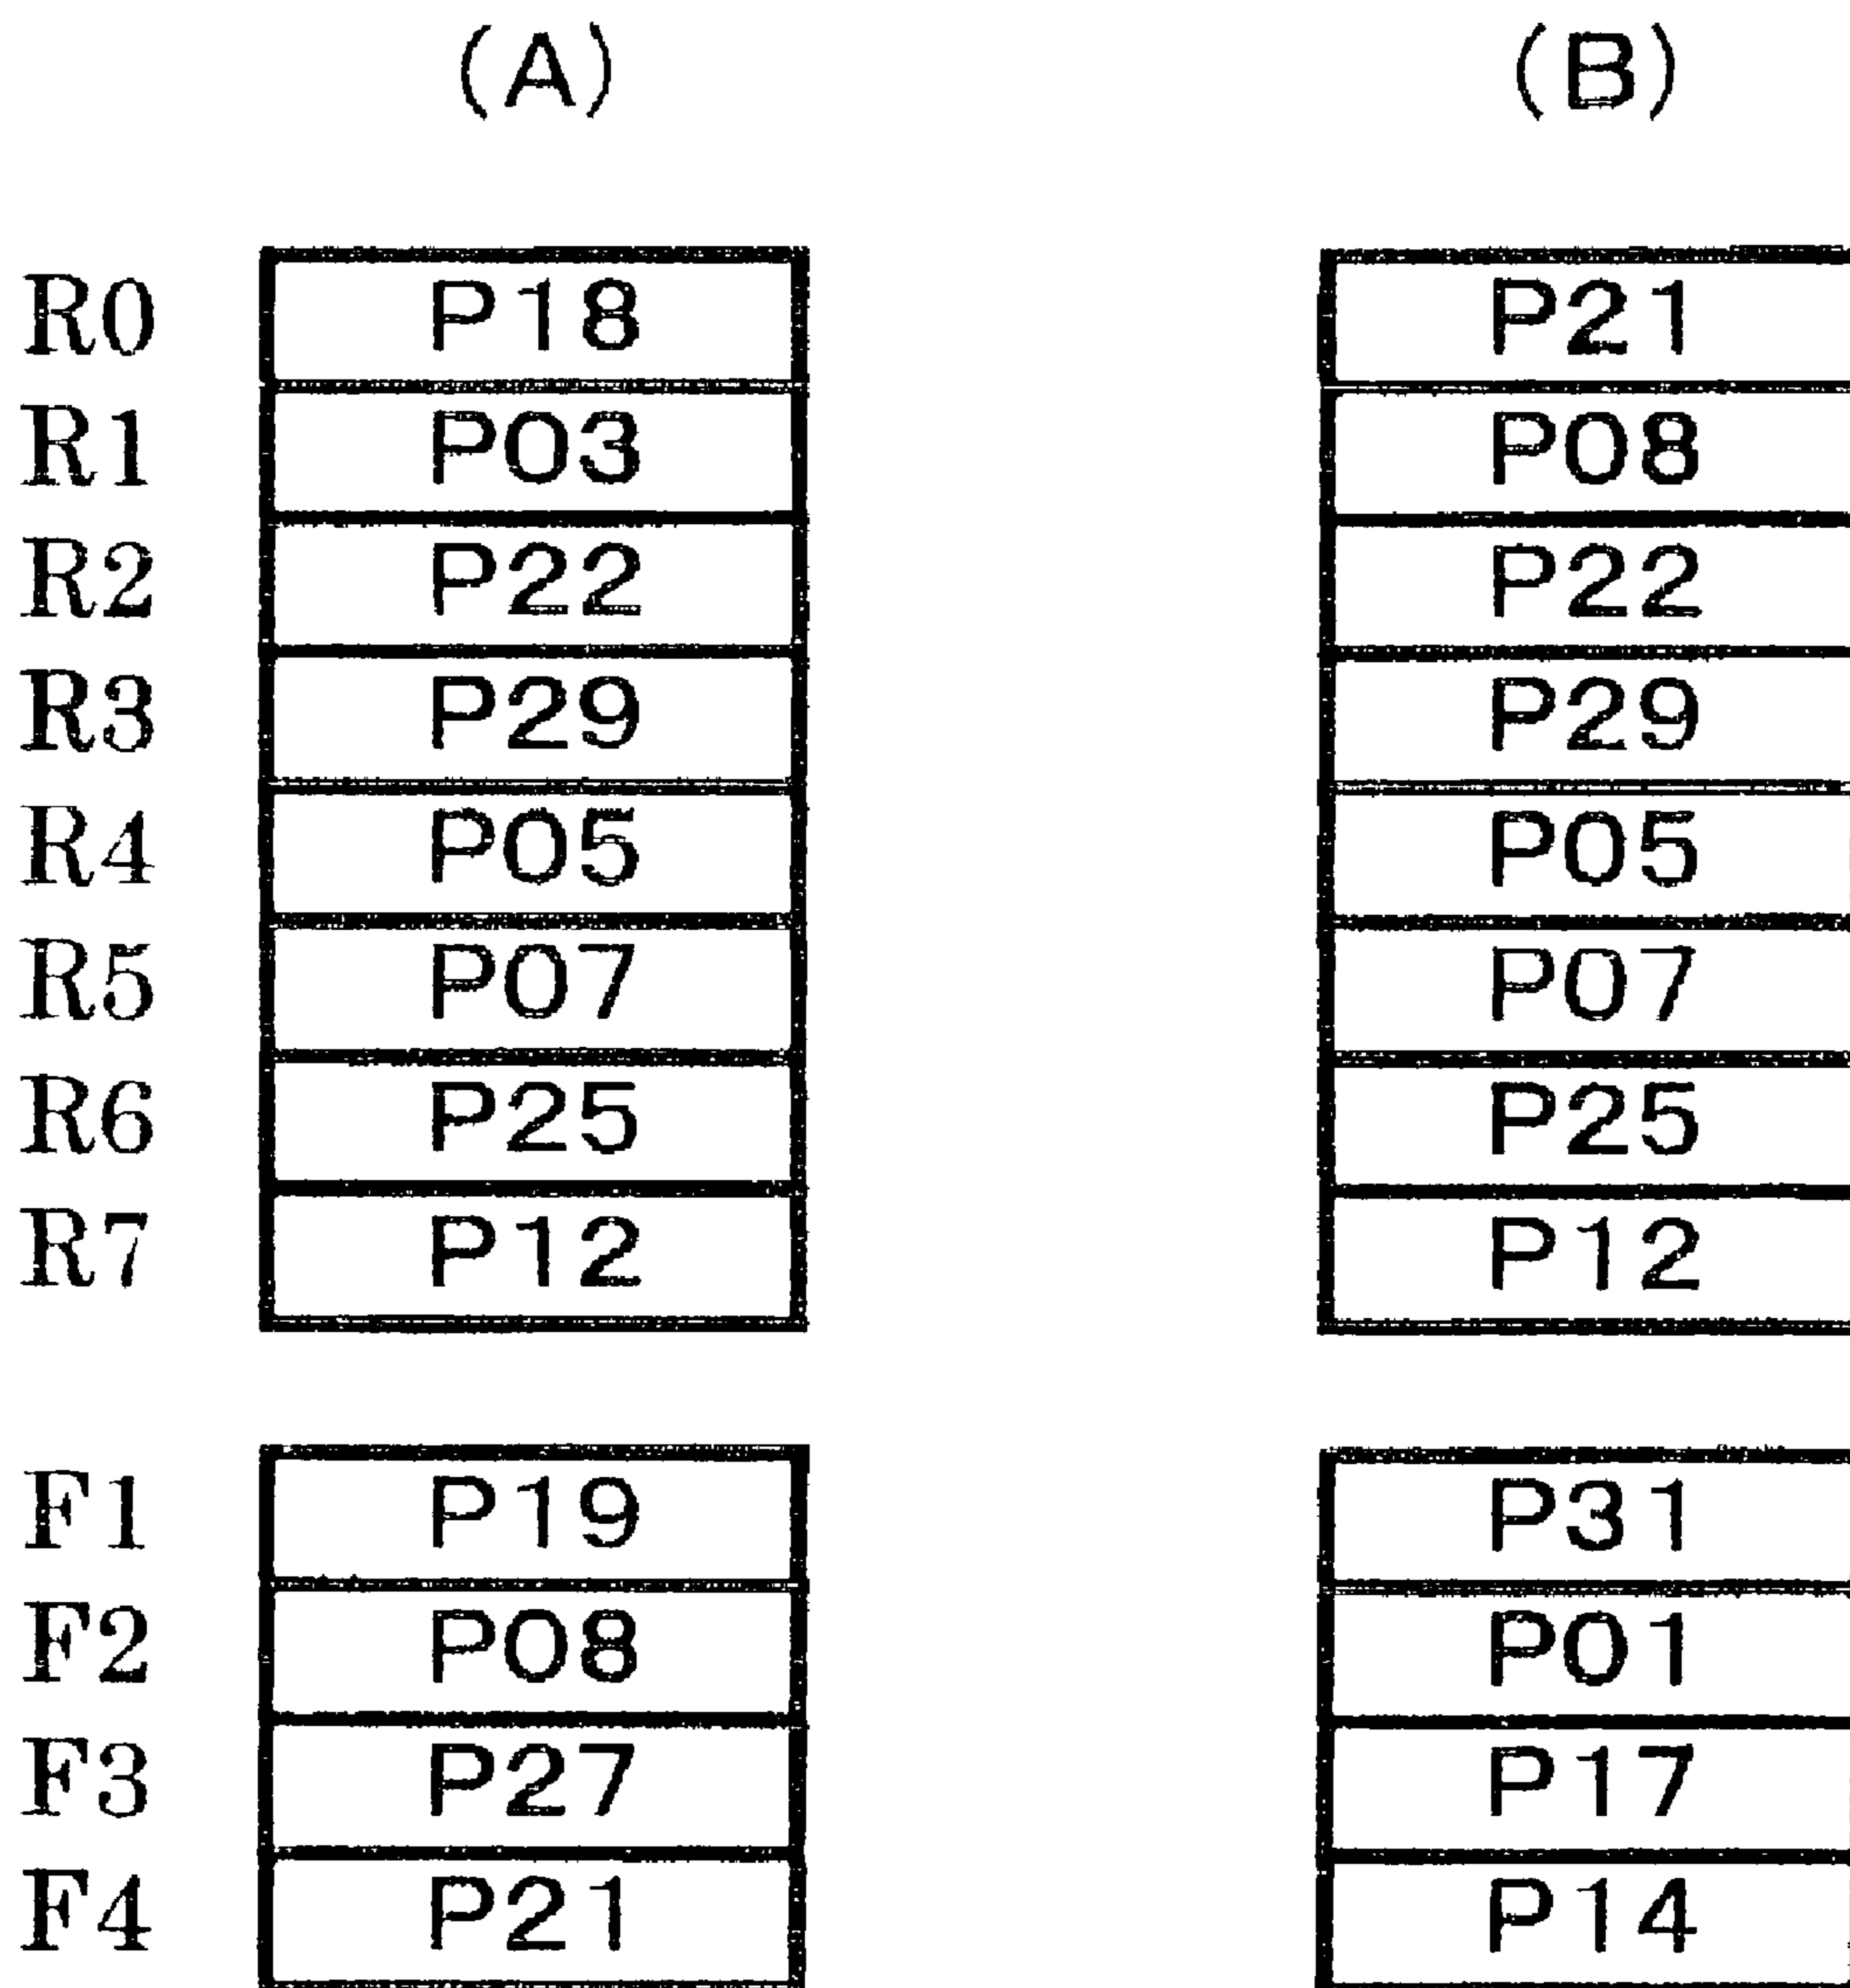 (A) (B)
R0 P18 P21
R1 P03 P08
R2 P22 P22
R3 P29 P29
R4 P05 P05
R5 P07 P07
R6 P25 P25
R7 P12 P12
F1 P19 P31
F2 P08 P01
F3 P27 P17
F4 P21 P14